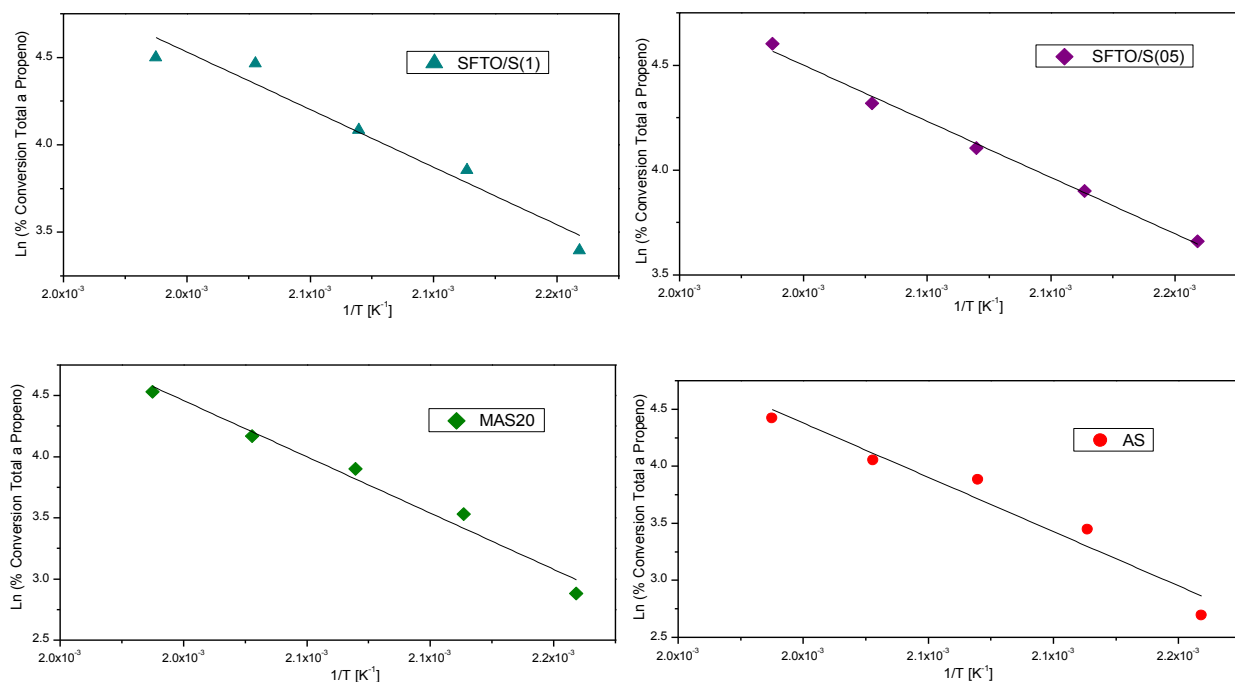 Ln (% Conversion Total a Propeno)
4.5
4.0
3.5
SFTO/S(1)
2.0x10⁻³ 2.0x10⁻³ 2.1x10⁻³ 2.1x10⁻³ 2.2x10⁻³
1/T [K⁻¹]
Ln (% Conversion Total a Propeno)
4.5
4.0
3.5
SFTO/S(05)
2.0x10⁻³ 2.0x10⁻³ 2.1x10⁻³ 2.1x10⁻³ 2.2x10⁻³
1/T [K⁻¹]
Ln (% Conversion Total a Propeno)
4.5
4.0
3.5
3.0
2.5
MAS20
2.0x10⁻³ 2.0x10⁻³ 2.1x10⁻³ 2.1x10⁻³ 2.2x10⁻³
1/T [K⁻¹]
Ln (% Conversion Total a Propeno)
4.5
4.0
3.5
3.0
2.5
AS
2.0x10⁻³ 2.0x10⁻³ 2.1x10⁻³ 2.1x10⁻³ 2.2x10⁻³
1/T [K⁻¹]